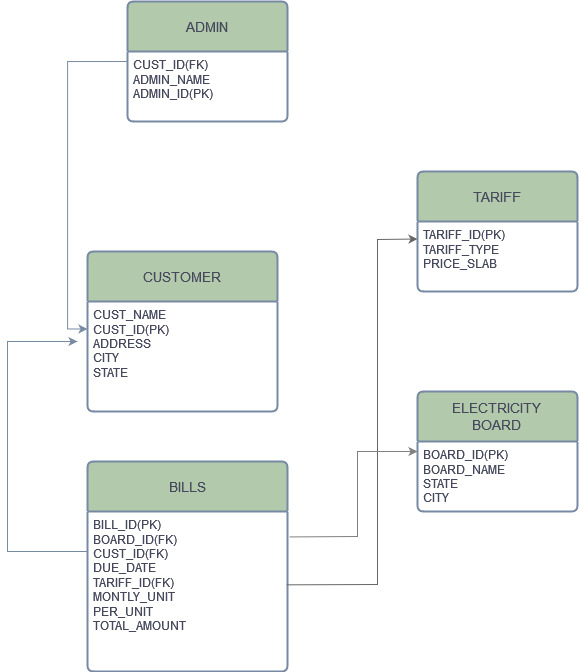 ADMIN
CUST_ID(FK)
ADMIN_NAME
ADMIN_ID(PK)
TARIFF
TARIFF_ID(PK)
TARIFF_TYPE
PRICE_SLAB
CUSTOMER
CUST_NAME
CUST_ID(PK)
ADDRESS
CITY
STATE
ELECTRICITY
BOARD
BOARD_ID(PK)
BOARD_NAME
STATE
CITY
BILLS
BILL_ID(PK)
BOARD_ID(FK)
CUST_ID(FK)
DUE_DATE
TARIFF_ID(FK)
MONTLY_UNIT
PER_UNIT
TOTAL_AMOUNT